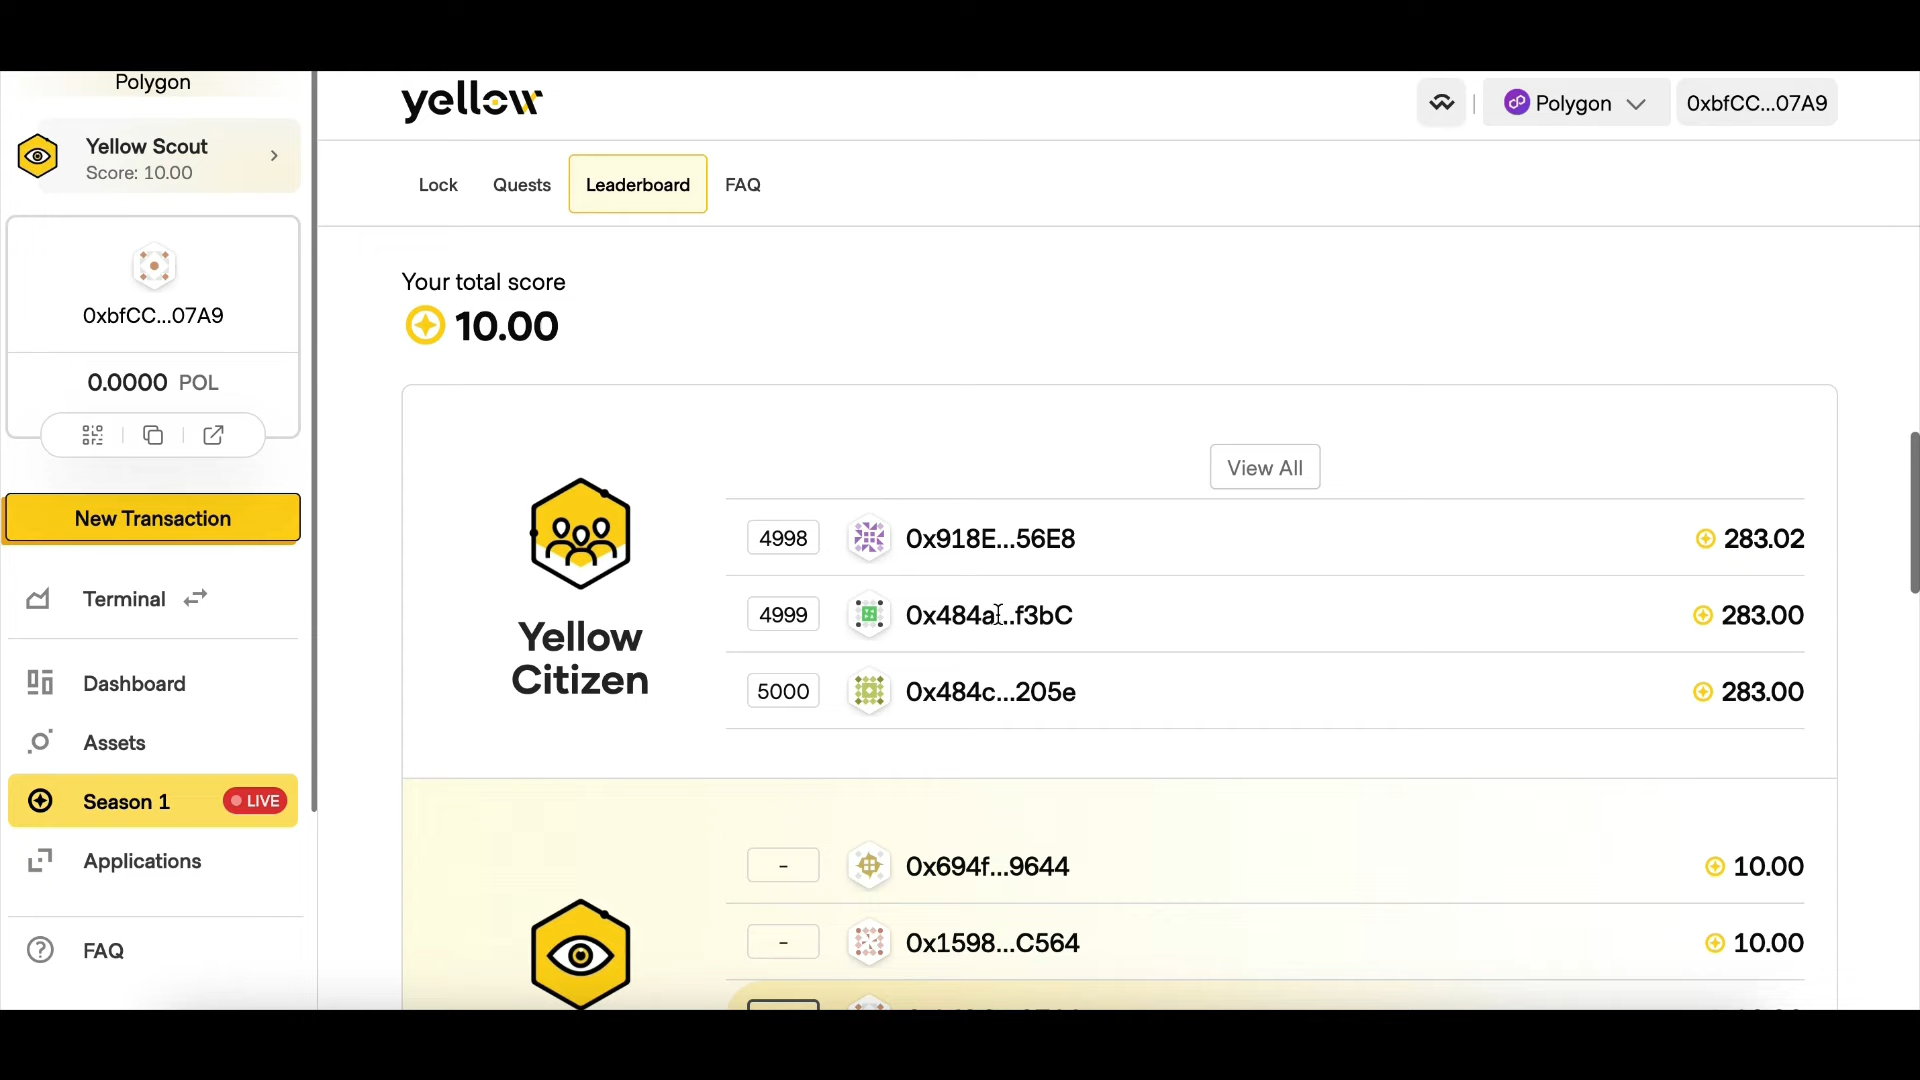 Polygon
Yellow Scout
Score: 10.00
0xbfCC...07A9
0.0000 POL
New Transaction
Terminal
Dashboard
Assets
Season 1
LIVE
Applications
FAQ
yellow
Polygon
0xbfCC...07A9
Lock
Quests
Leaderboard
FAQ
Your total score
10.00
View All
Yellow
Citizen
4998
0x918E...56E8
283.02
4999
0x484a...f3bC
283.00
5000
0x484c...205e
283.00
-
0x694f...9644
10.00
-
0x1598...C564
10.00